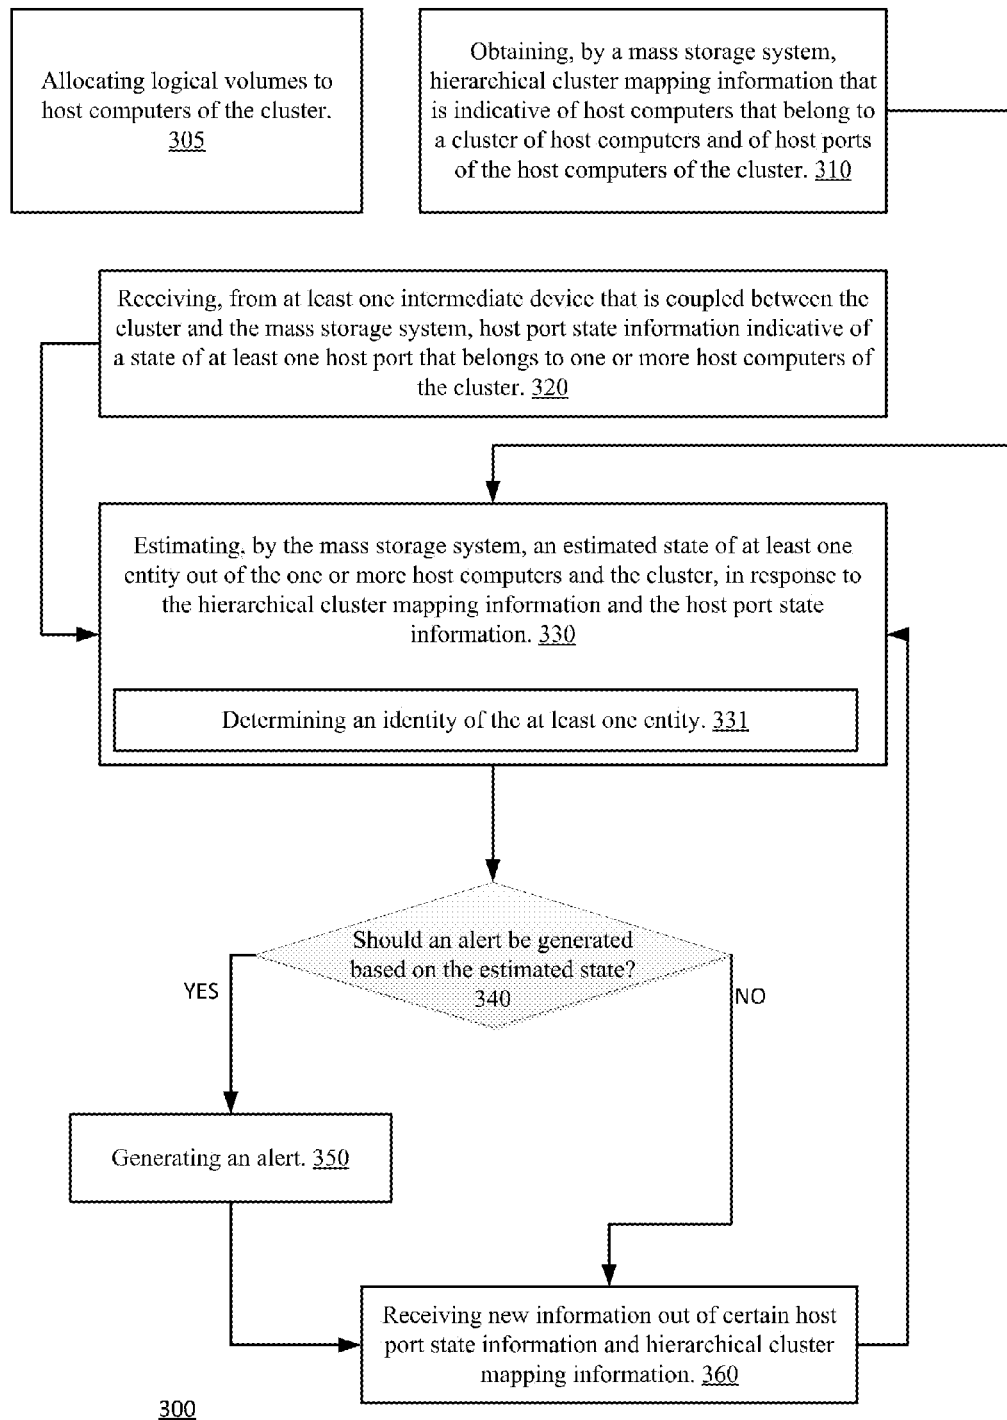 Allocating logical volumes to
host computers of the cluster.
305
Obtaining, by a mass storage system,
hierarchical cluster mapping information that
is indicative of host computers that belong to
a cluster of host computers and of host ports
of the host computers of the cluster. 310
Receiving, from at least one intermediate device that is coupled between the
cluster and the mass storage system, host port state information indicative of
a state of at least one host port that belongs to one or more host computers of
the cluster. 320
Estimating, by the mass storage system, an estimated state of at least one
entity out of the one or more host computers and the cluster, in response to
the hierarchical cluster mapping information and the host port state
information. 330
Determining an identity of the at least one entity. 331
Should an alert be generated
based on the estimated state?
340
YES
NO
Generating an alert. 350
Receiving new information out of certain host
port state information and hierarchical cluster
mapping information. 360
300